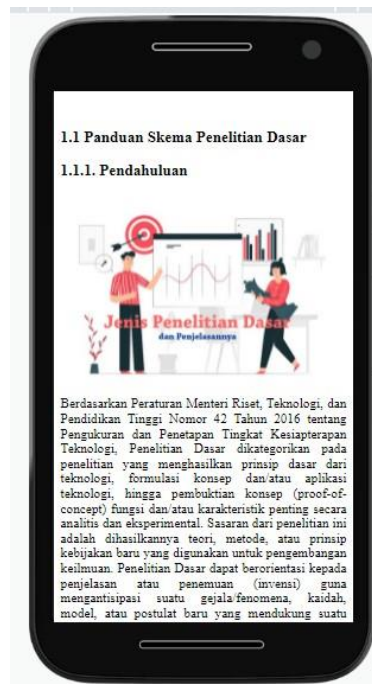 1.1 Panduan Skema Penelitian Dasar
1.1.1. Pendahuluan
Jenis Penelitian Dasar
dan Penjelasannya
Berdasarkan Peraturan Menteri Riset, Teknologi, dan
Pendidikan Tinggi Nomor 42 Tahun 2016 tentang
Pengukuran dan Penetapan Tingkat Kesiapterapan
Teknologi, Penelitian Dasar dikategorikan pada
penelitian yang menghasilkan prinsip dasar dari
teknologi, formulasi konsep dan/atau aplikasi
teknologi, hingga pembuktian konsep (proof-of-
concept) fungsi dan/atau karakteristik penting secara
analitis dan eksperimental. Sasaran dari penelitian ini
adalah dihasilkannya teori, metode, atau prinsip
kebijakan baru yang digunakan untuk pengembangan
keilmuan. Penelitian Dasar dapat berorientasi kepada
penjelasan atau penemuan (invensi) guna
mengantisipasi suatu gejala/fenomena, kaidah,
model, atau postulat baru yang mendukung suatu